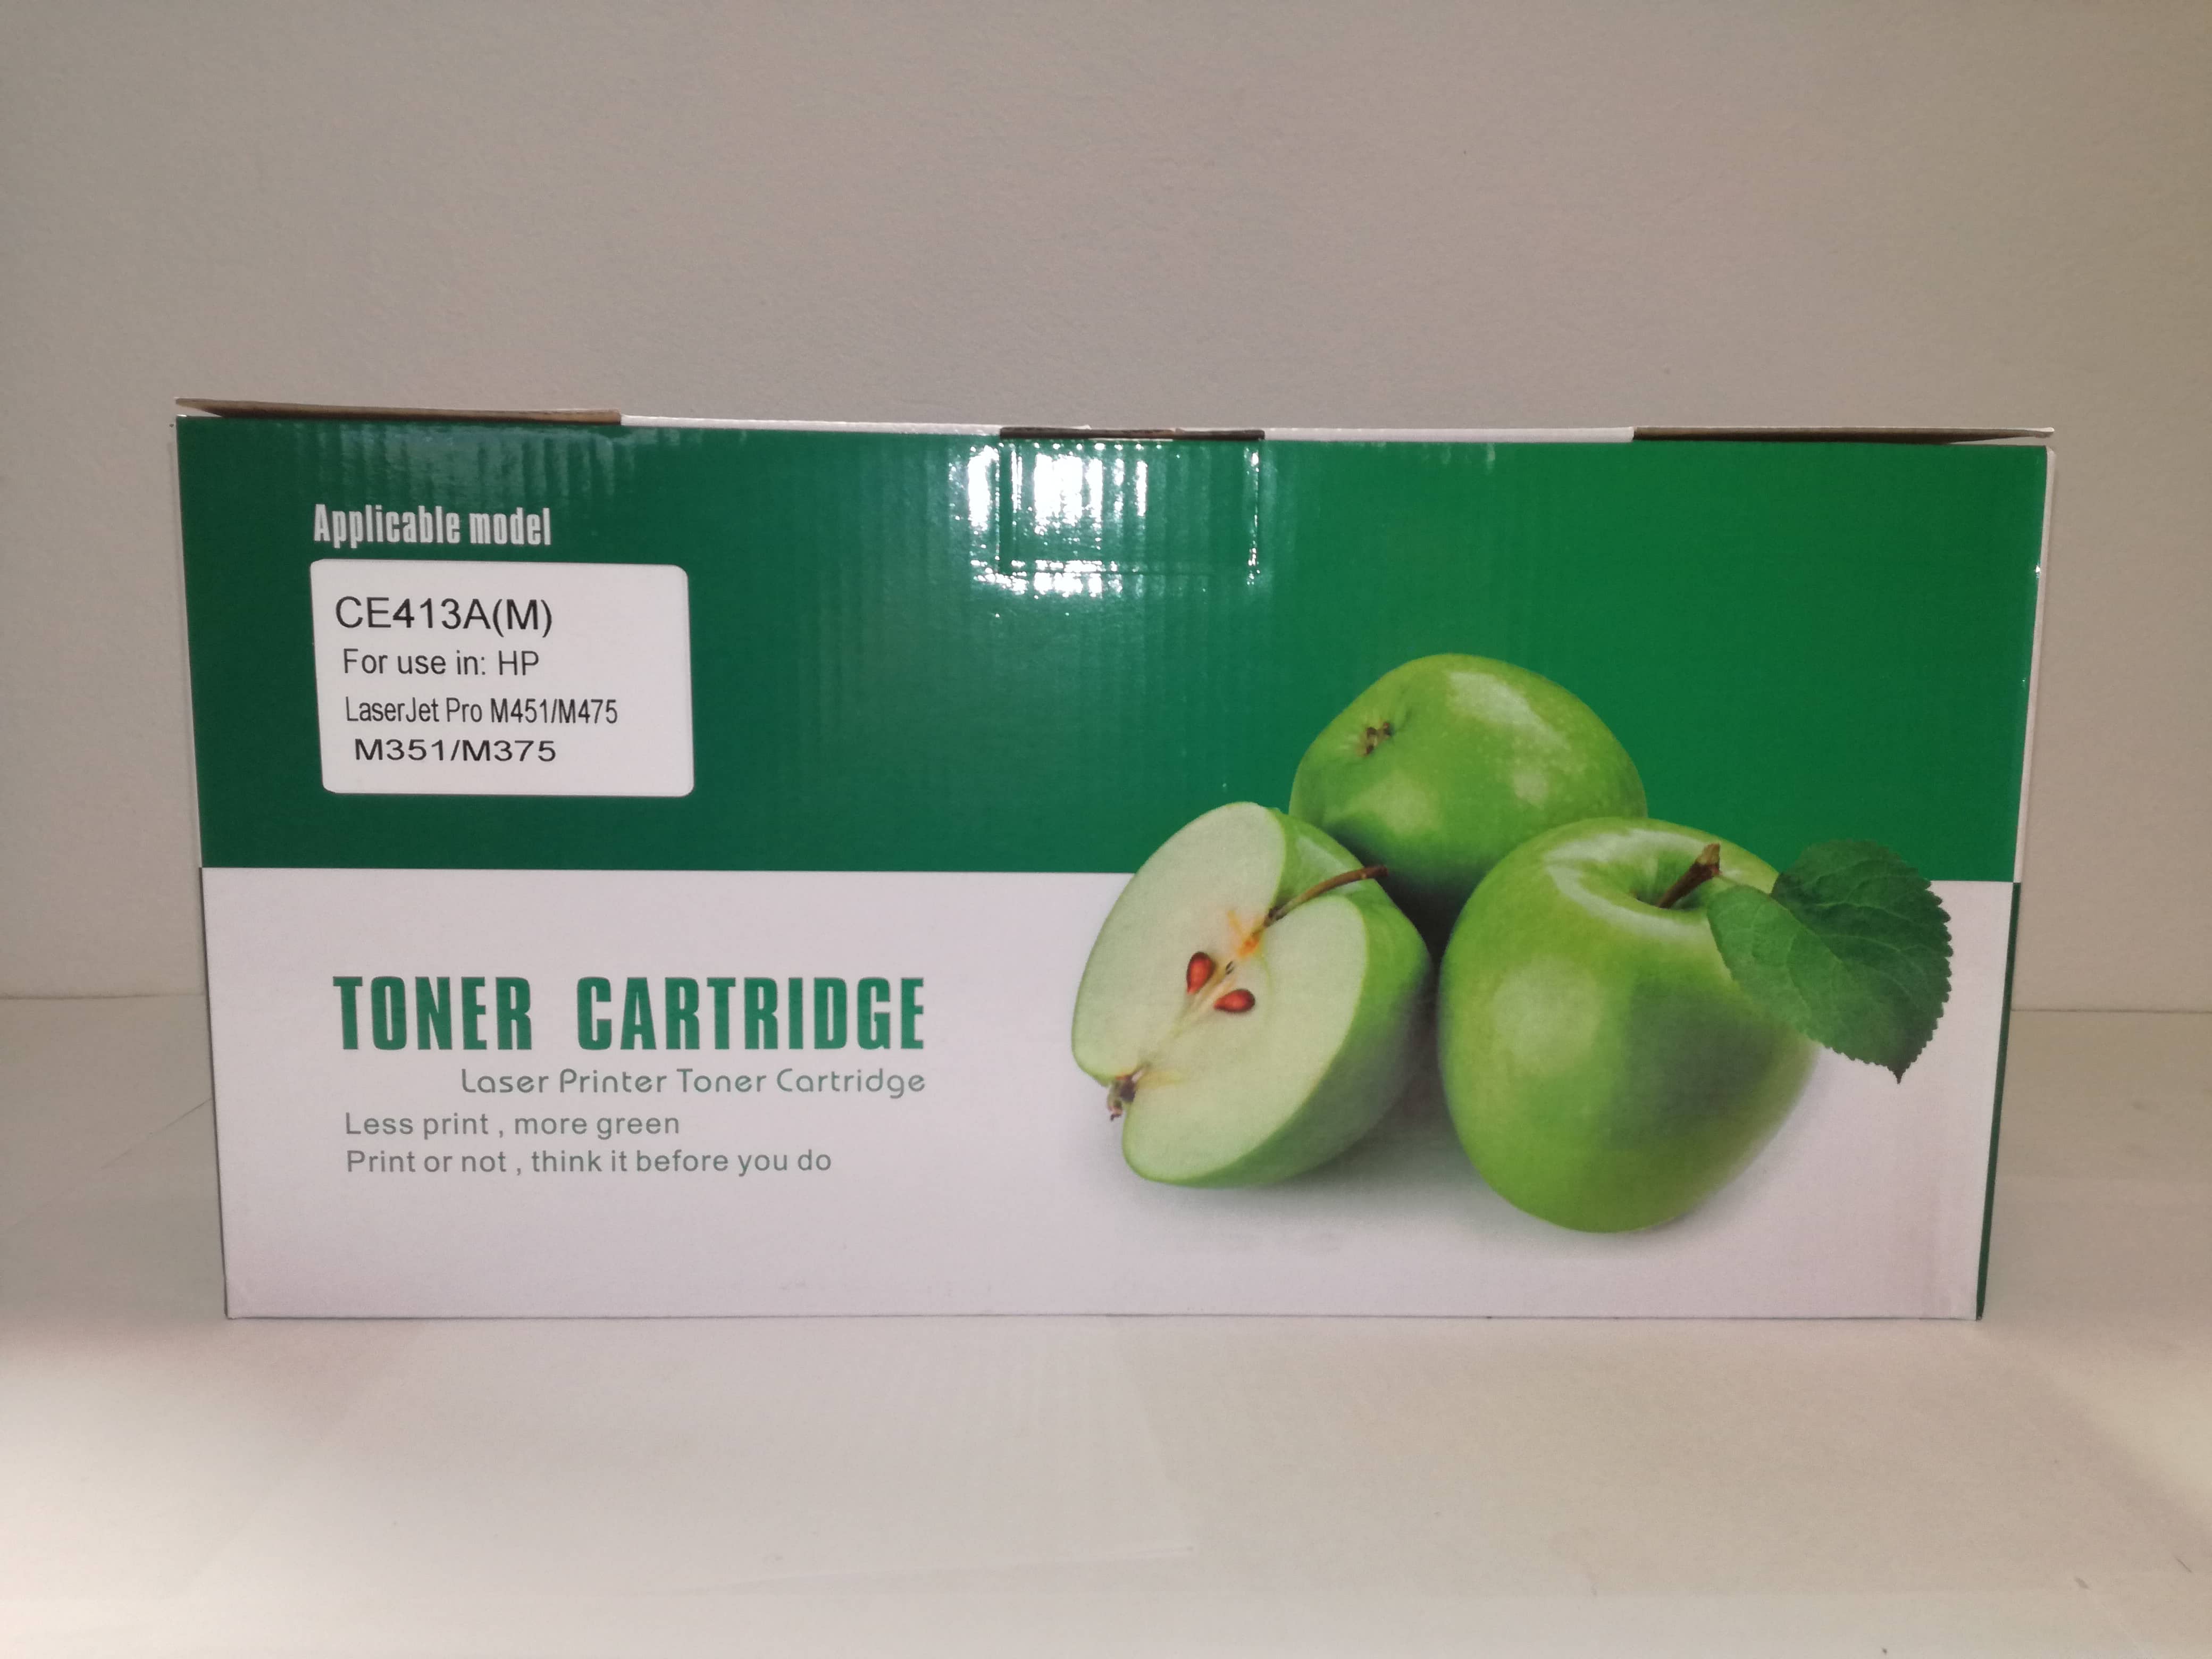 Applicable model
CE413A(M)
For use in: HP
LaserJet Pro M451/M475
M351/M375
TONER CARTRIDGE
Laser Printer Toner Cartridge
Less print , more green
Print or not , think it before you do